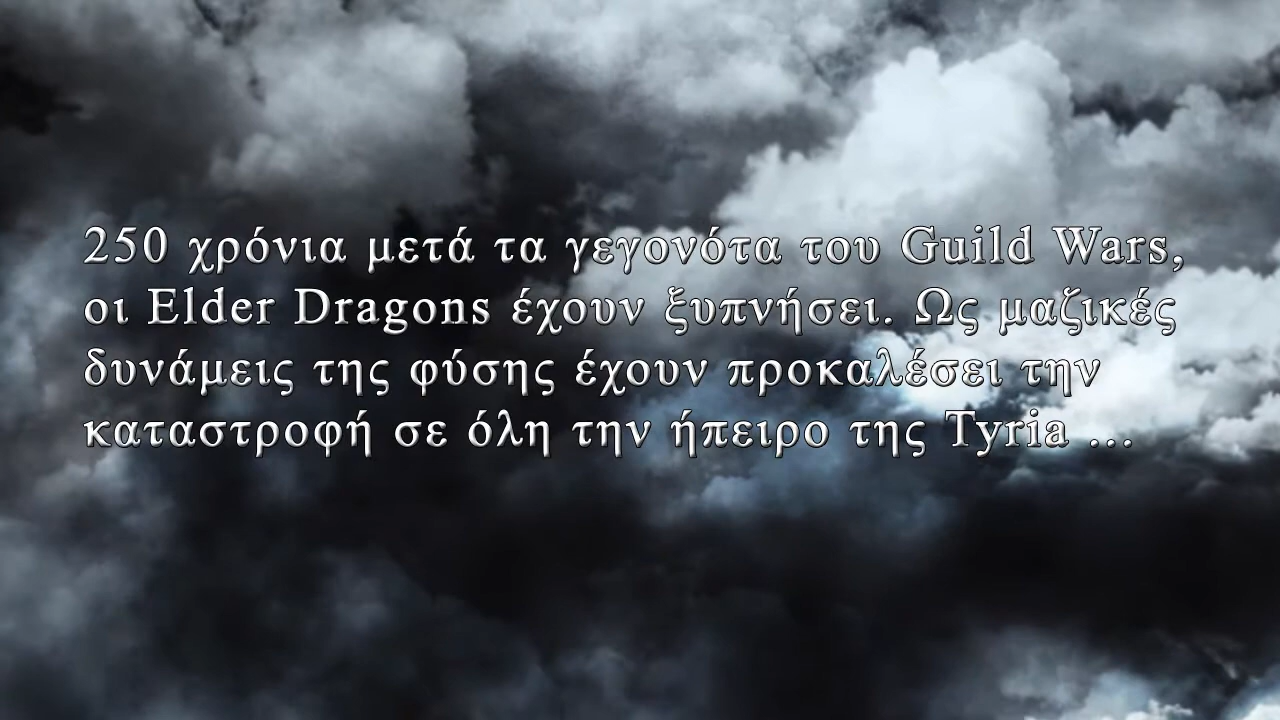 250 χρόνια μετά τα γεγονότα του Guild Wars,
οι Elder Dragons έχουν ξυπνήσει. Ως μαζικές
δυνάμεις της φύσης έχουν προκαλέσει την
καταστροφή σε όλη την ήπειρο της Tyria ...